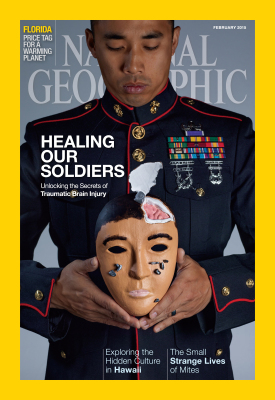 FLORIDA
PRICE TAG
FOR A
WARMING
PLANET
FEBRUARY 2015
NATIONAL
GEOGRAPHIC
HEALING
OUR
SOLDIERS
Unlocking the Secrets of
Traumatic Brain Injury
Exploring the
Hidden Culture
in Hawaii
The Small
Strange Lives
of Mites